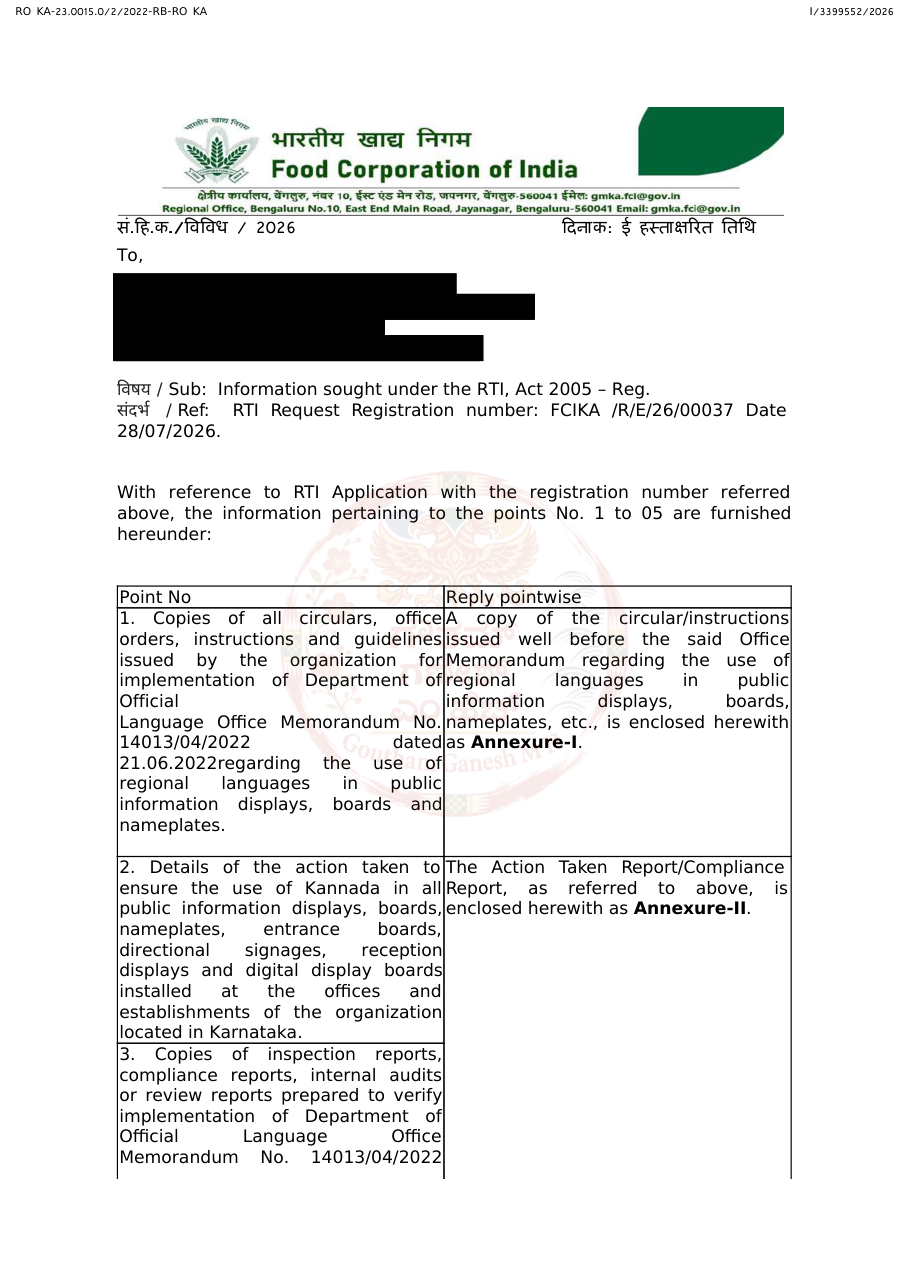 RO KA-23.0015.0/2/2022-RB-RO KA
I/3399552/2026
भारतीय खाद्य निगम
Food Corporation of India
क्षेत्रीय कार्यालय, बेंगलुरु, नंबर 10, ईस्ट एंड मेन रोड, जयनगर, बेंगलुरु-560041 ईमेल: gmka.fci@gov.in
Regional Office, Bengaluru No.10, East End Main Road, Jayanagar, Bengaluru-560041 Email: gmka.fci@gov.in
सं.हि.क./विविध / 2026
दिनाक: ई हस्ताक्षरित तिथि
To,
विषय / Sub: Information sought under the RTI, Act 2005 – Reg.
संदर्भ / Ref: RTI Request Registration number: FCIKA /R/E/26/00037 Date
28/07/2026.
With reference to RTI Application with the registration number referred
above, the information pertaining to the points No. 1 to 05 are furnished
hereunder:
Point No
Reply pointwise
1. Copies of all circulars, office
orders, instructions and guidelines
issued by the organization for
implementation of Department of
Official
Language Office Memorandum No.
14013/04/2022 dated
21.06.2022regarding the use of
regional languages in public
information displays, boards and
nameplates.
A copy of the circular/instructions
issued well before the said Office
Memorandum regarding the use of
regional languages in public
information displays, boards,
nameplates, etc., is enclosed herewith
as Annexure-I.
2. Details of the action taken to
ensure the use of Kannada in all
public information displays, boards,
nameplates, entrance boards,
directional signages, reception
displays and digital display boards
installed at the offices and
establishments of the organization
located in Karnataka.
The Action Taken Report/Compliance
Report, as referred to above, is
enclosed herewith as Annexure-II.
3. Copies of inspection reports,
compliance reports, internal audits
or review reports prepared to verify
implementation of Department of
Official Language Office
Memorandum No. 14013/04/2022